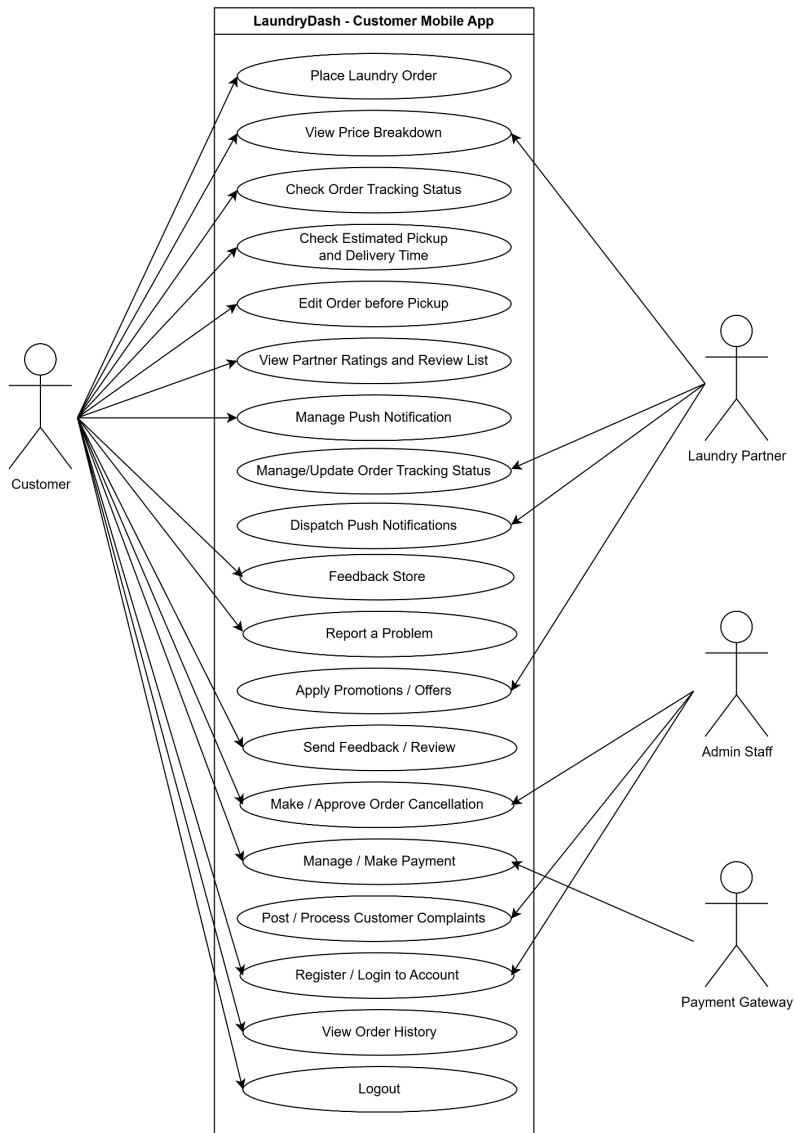 LaundryDash - Customer Mobile App
Place Laundry Order
View Price Breakdown
Check Order Tracking Status
Check Estimated Pickup
and Delivery Time
Edit Order before Pickup
View Partner Ratings and Review List
Manage Push Notification
Customer
Laundry Partner
Manage/Update Order Tracking Status
Dispatch Push Notifications
Feedback Store
Report a Problem
Apply Promotions / Offers
Send Feedback / Review
Admin Staff
Make / Approve Order Cancellation
Manage / Make Payment
Post / Process Customer Complaints
Register / Login to Account
Payment Gateway
View Order History
Logout